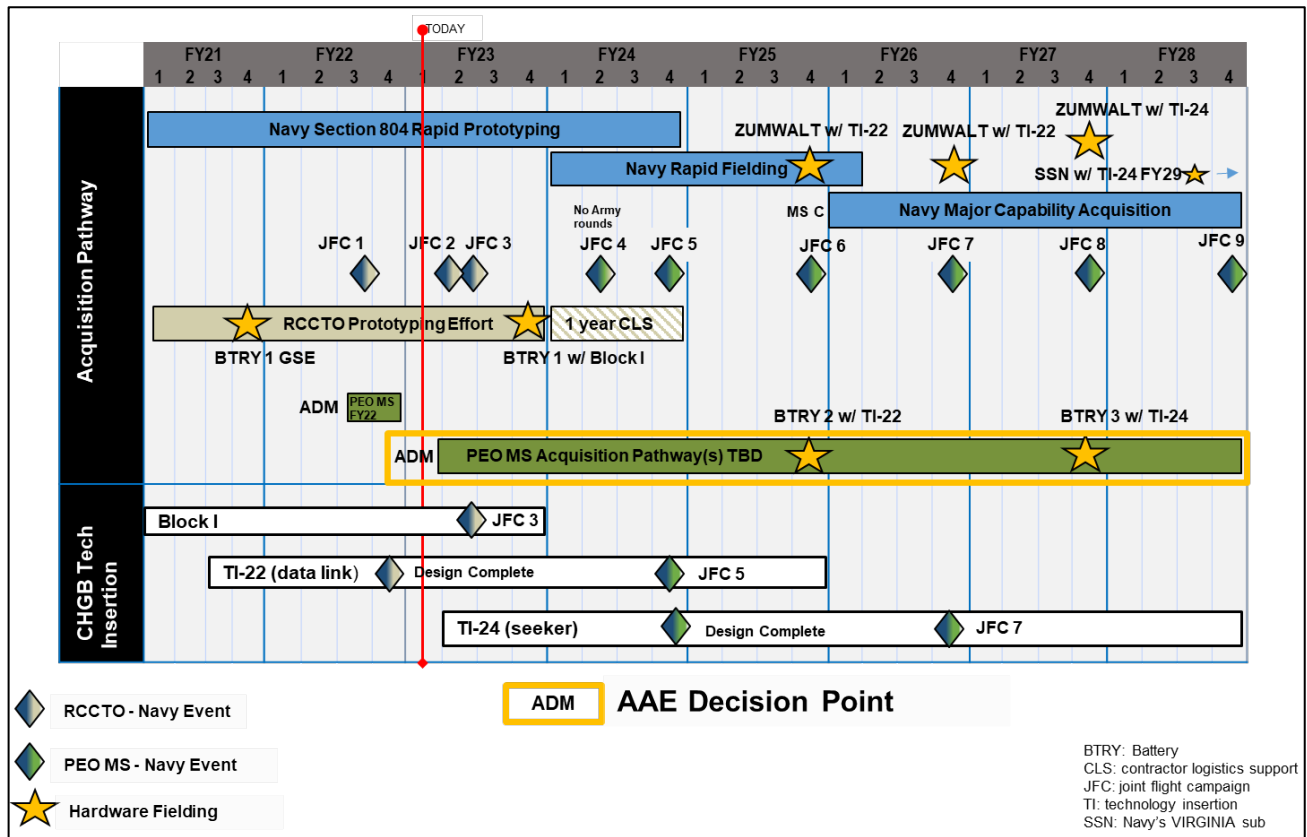 TODAY
FY21 FY22 FY23 FY24 FY25 FY26 FY27 FY28
1 2 3 4 1 2 3 4 1 2 3 4 1 2 3 4 1 2 3 4 1 2 3 4 1 2 3 4 1 2 3 4
Acquisition Pathway
Navy Section 804 Rapid Prototyping
ZUMWALT w/ TI-22
ZUMWALT w/ TI-22
ZUMWALT w/ TI-24
Navy Rapid Fielding
SSN w/ TI-24 FY29
MS C
Navy Major Capability Acquisition
No Army
rounds
JFC 1
JFC 2
JFC 3
JFC 4
JFC 5
JFC 6
JFC 7
JFC 8
JFC 9
RCCTO Prototyping Effort
1 year CLS
BTRY 1 GSE
BTRY 1 w/ Block I
ADM
PEO MS
FY22
BTRY 2 w/ TI-22
BTRY 3 w/ TI-24
ADM
PEO MS Acquisition Pathway(s) TBD
CHGB Tech
Insertion
Block I
JFC 3
TI-22 (data link)
Design Complete
JFC 5
TI-24 (seeker)
Design Complete
JFC 7
RCCTO - Navy Event
PEO MS - Navy Event
Hardware Fielding
ADM
AAE Decision Point
BTRY: Battery
CLS: contractor logistics support
JFC: joint flight campaign
TI: technology insertion
SSN: Navy's VIRGINIA sub